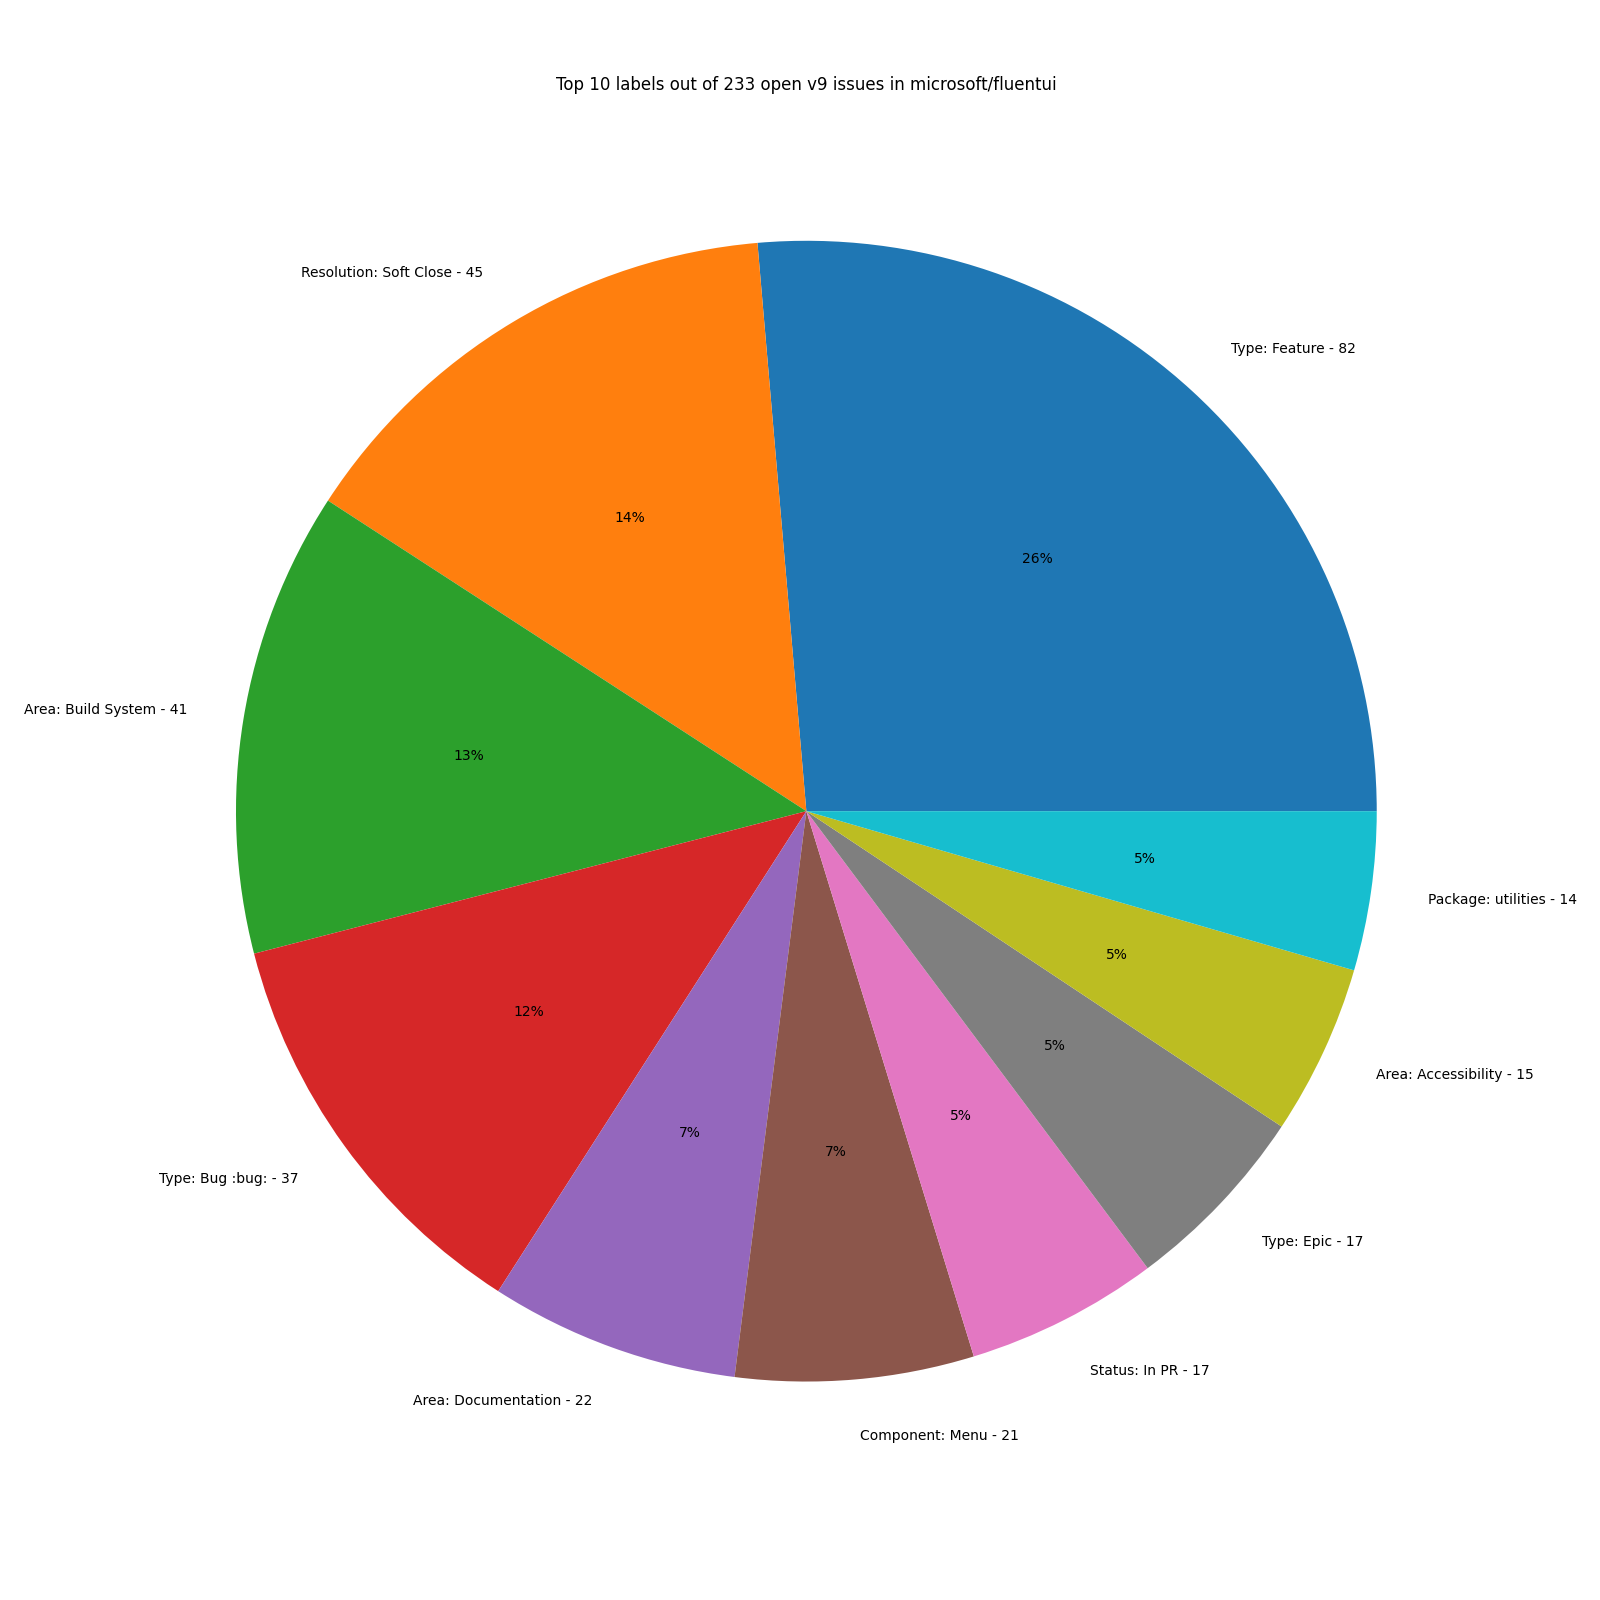 Top 10 labels out of 233 open v9 issues in microsoft/fluentui
Resolution: Soft Close - 45
Type: Feature - 82
14%
26%
Area: Build System - 41
13%
5%
Package: utilities - 14
5%
12%
5%
Area: Accessibility - 15
5%
7%
7%
Type: Bug :bug: - 37
Type: Epic - 17
Status: In PR - 17
Area: Documentation - 22
Component: Menu - 21